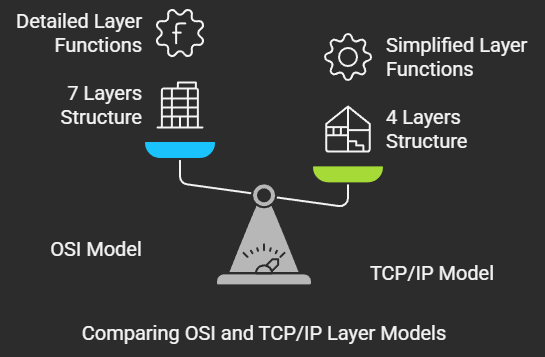 Detailed Layer
Functions
Simplified Layer
Functions
7 Layers
Structure
4 Layers
Structure
OSI Model
TCP/IP Model
Comparing OSI and TCP/IP Layer Models